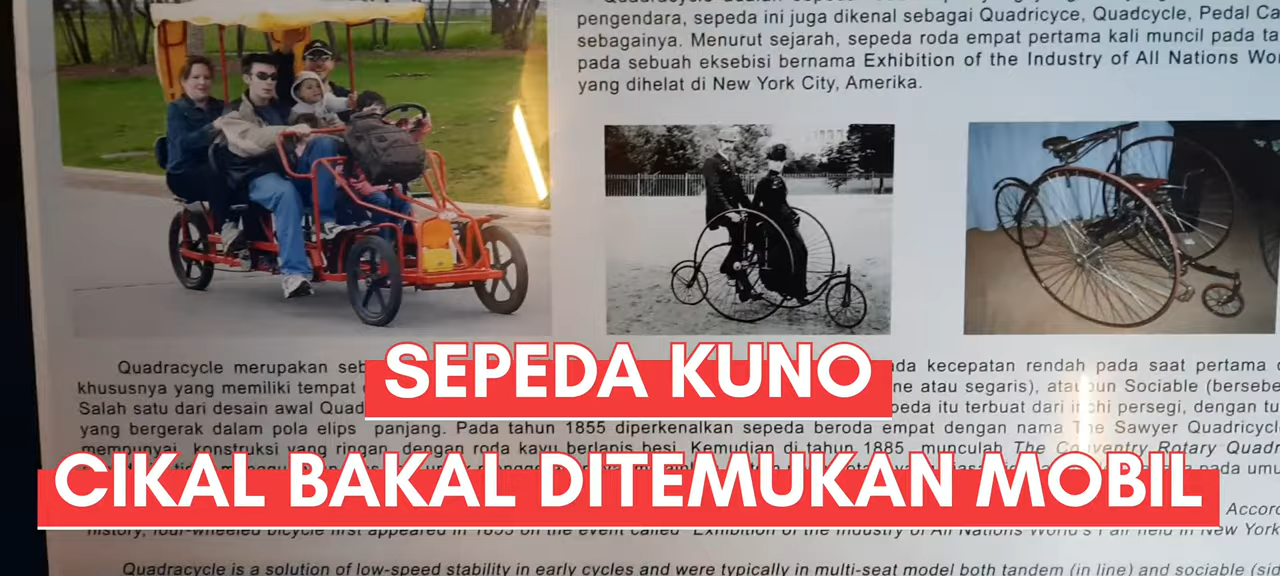 pengendara, sepeda ini juga dikenal sebagai Quadricyce, Quadcycle, Pedal Ca
sebagainya. Menurut sejarah, sepeda roda empat pertama kali muncil pada ta
pada sebuah eksebisi bernama Exhibition of the Industry of All Nations Wor
yang dihelat di New York City, Amerika.
SEPEDA KUNO
Quadracycle merupakan seb
da kecepatan rendah pada saat pertama
khususnya yang memiliki tempat
ne atau segaris), ataupun Sociable (bersebe
Salah satu dari desain awal Quad
peda itu terbuat dari inchi persegi, dengan tu
yang bergerak dalam pola elips panjang. Pada tahun 1855 diperkenalkan sepeda beroda empat dengan nama The Sawyer Quadricycl
mempunyai konstruksi yang ringan dengan roda kayu berlapis besi. Kemudian di tahun 1885, munculah The Coventry Rotary Quadr
CIKAL BAKAL DITEMUKAN MOBIL
pada umu
Accord
history, four-wheeled bicycle first appeared in 1853 on the event called "Exhibition of the Industry of All Nations World's Fair held in New York
Quadracycle is a solution of low-speed stability in early cycles and were typically in multi-seat model both tandem (in line) and sociable (sid